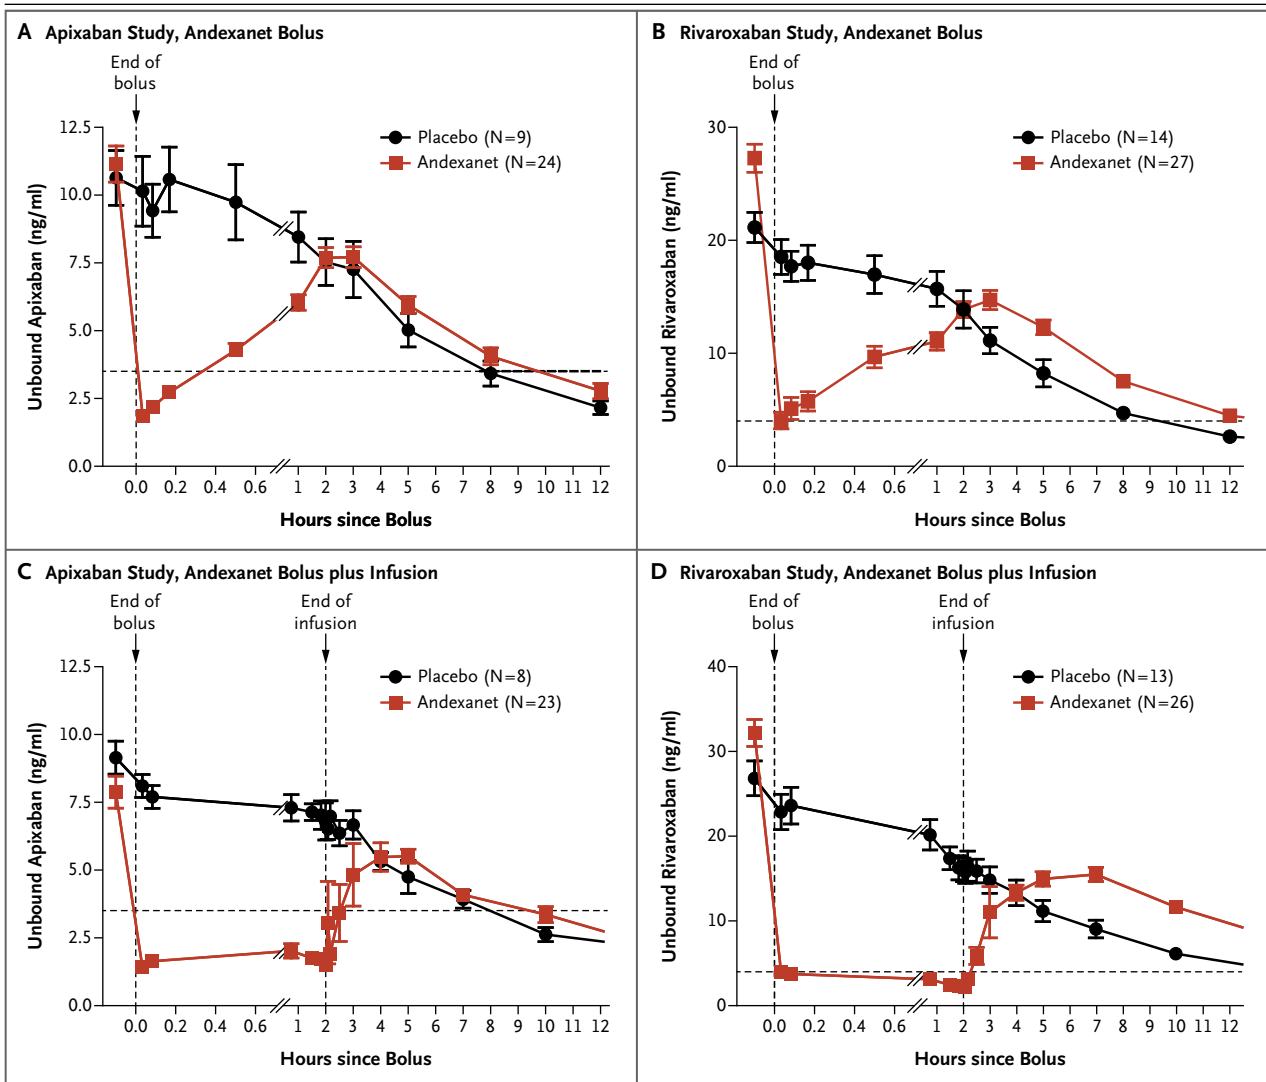 A Apixaban Study, Andexanet Bolus
End of
bolus
Placebo (N=9)
Andexanet (N=24)
Unbound Apixaban (ng/ml)
12.5
10.0
7.5
5.0
2.5
0.0
0.0 0.2 0.4 0.6 1 2 3 4 5 6 7 8 9 10 11 12
Hours since Bolus
B Rivaroxaban Study, Andexanet Bolus
End of
bolus
Placebo (N=14)
Andexanet (N=27)
Unbound Rivaroxaban (ng/ml)
30
20
10
0
0.0 0.2 0.4 0.6 1 2 3 4 5 6 7 8 9 10 11 12
Hours since Bolus
C Apixaban Study, Andexanet Bolus plus Infusion
End of
bolus
End of
infusion
Placebo (N=8)
Andexanet (N=23)
Unbound Apixaban (ng/ml)
12.5
10.0
7.5
5.0
2.5
0.0
0.0 0.2 0.4 0.6 1 2 3 4 5 6 7 8 9 10 11 12
Hours since Bolus
D Rivaroxaban Study, Andexanet Bolus plus Infusion
End of
bolus
End of
infusion
Placebo (N=13)
Andexanet (N=26)
Unbound Rivaroxaban (ng/ml)
40
30
20
10
0
0.0 0.2 0.4 0.6 1 2 3 4 5 6 7 8 9 10 11 12
Hours since Bolus